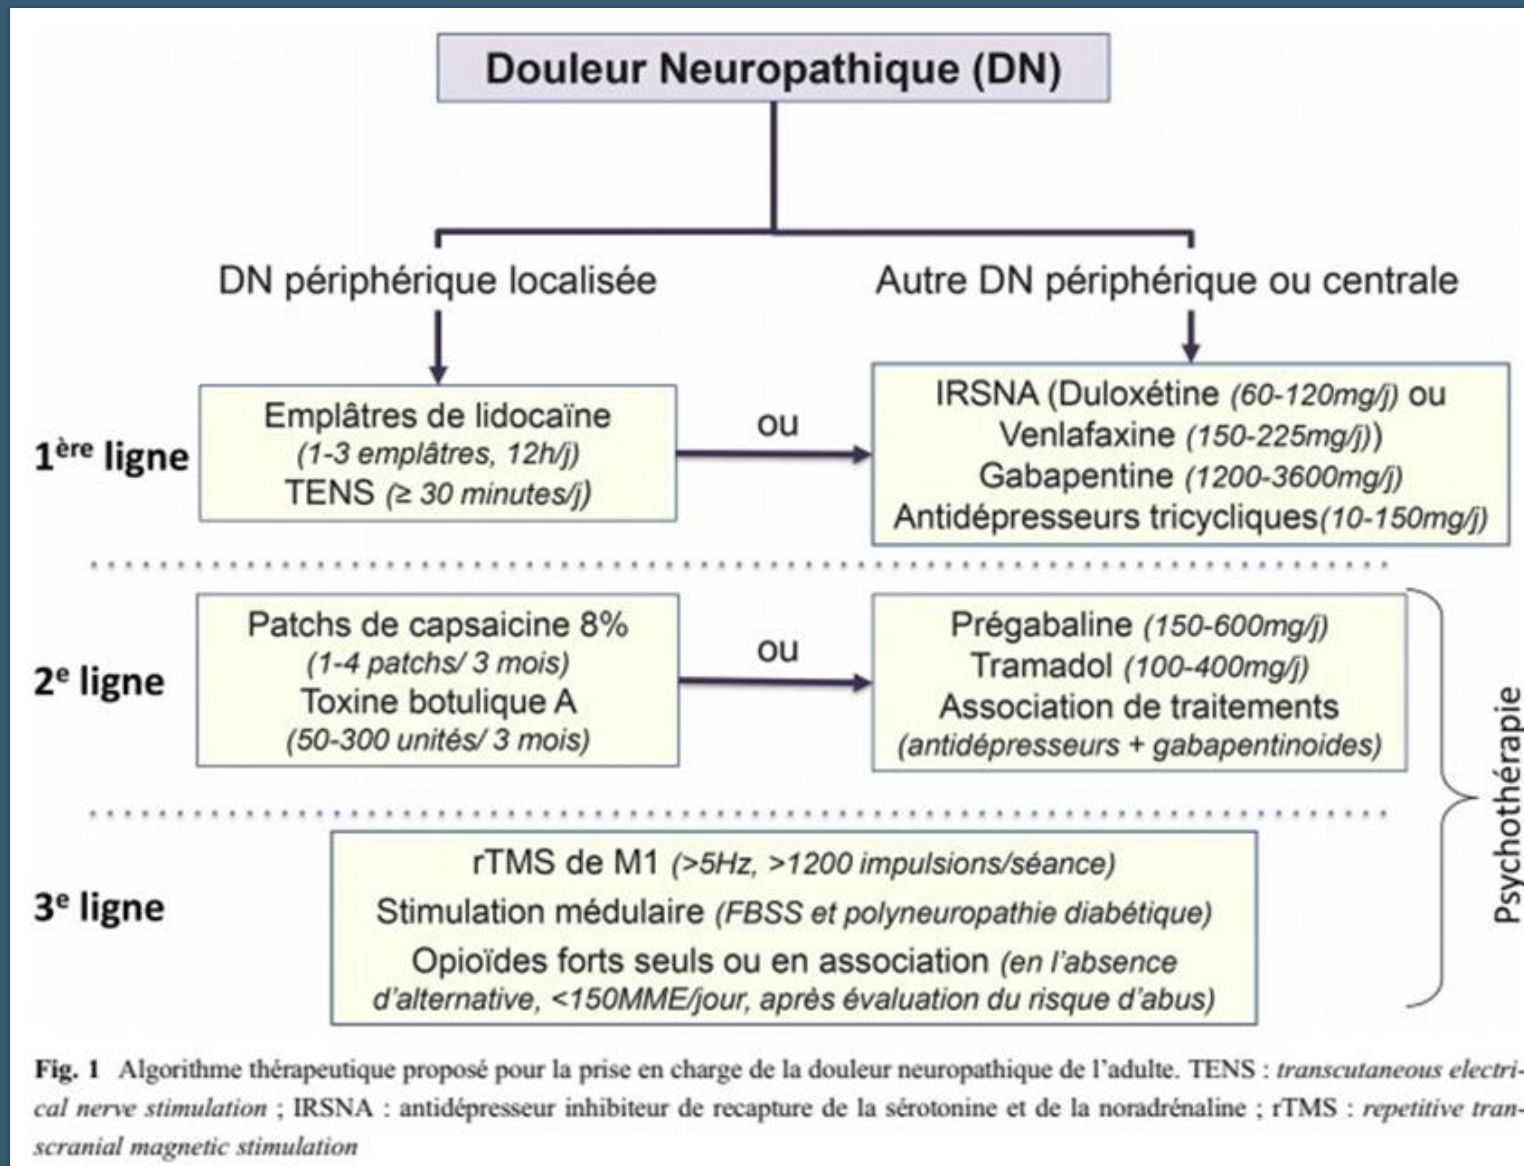 Douleur Neuropathique (DN)
DN périphérique localisée
Autre DN périphérique ou centrale
1ère ligne
Emplâtres de lidocaïne
(1-3 emplâtres, 12h/j)
TENS (≥ 30 minutes/j)
ou
IRSNA (Duloxétine (60-120mg/j) ou
Venlafaxine (150-225mg/j))
Gabapentine (1200-3600mg/j)
Antidépresseurs tricycliques(10-150mg/j)
2e ligne
Patchs de capsaicine 8%
(1-4 patchs/ 3 mois)
Toxine botulique A
(50-300 unités/ 3 mois)
ou
Prégabaline (150-600mg/j)
Tramadol (100-400mg/j)
Association de traitements
(antidépresseurs + gabapentinoides)
3e ligne
rTMS de M1 (>5Hz, >1200 impulsions/séance)
Stimulation médulaire (FBSS et polyneuropathie diabétique)
Opioïdes forts seuls ou en association (en l'absence
d'alternative, <150MME/jour, après évaluation du risque d'abus)
Psychothérapie
Fig. 1 Algorithme thérapeutique proposé pour la prise en charge de la douleur neuropathique de l'adulte. TENS : transcutaneous electri-
cal nerve stimulation ; IRSNA : antidépresseur inhibiteur de recapture de la sérotonine et de la noradrénaline ; rTMS : repetitive tran-
scranial magnetic stimulation